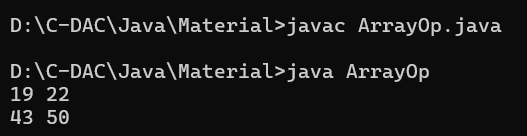 D:\C-DAC\Java\Material>javac ArrayOp.java
D:\C-DAC\Java\Material>java ArrayOp
19 22
43 50